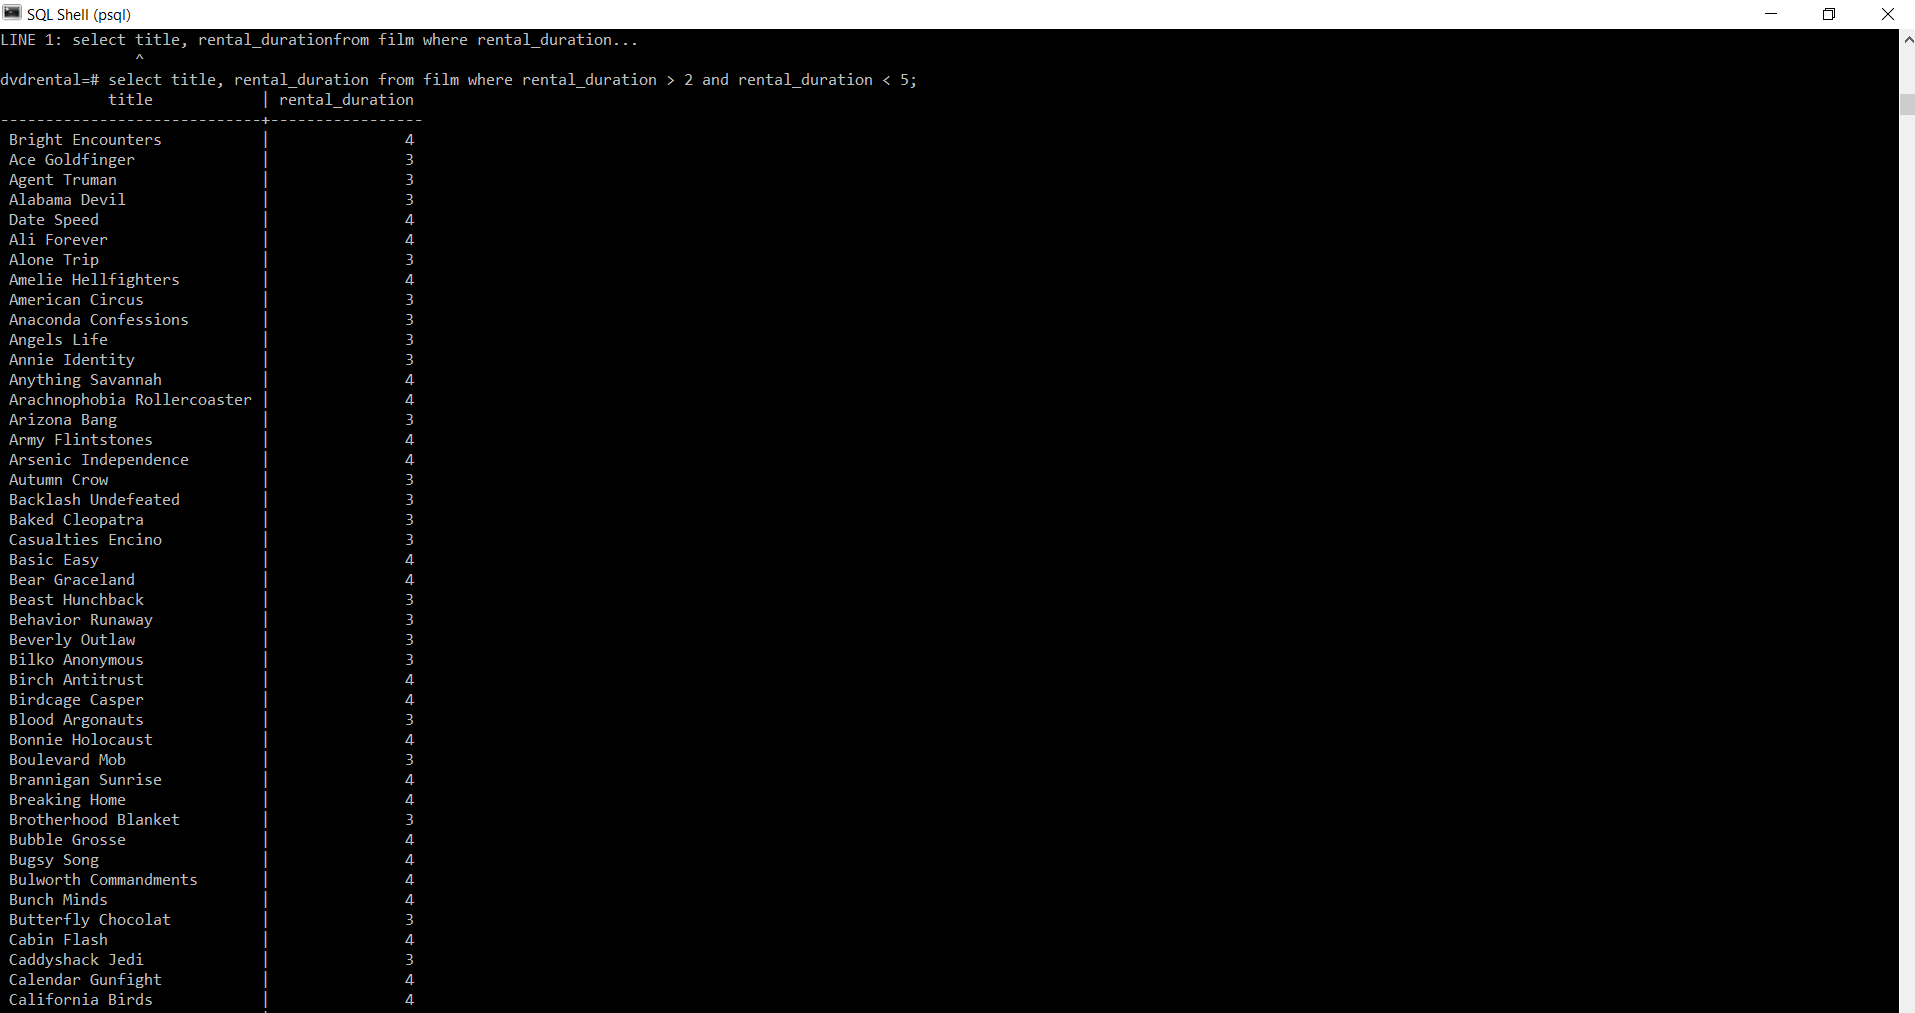 SQL Shell (psql)
LINE 1: select title, rental_durationfrom film where rental_duration...
^
dvdrental=# select title, rental_duration from film where rental_duration > 2 and rental_duration < 5;
title | rental_duration
-----------------------------+-----------------
Bright Encounters | 4
Ace Goldfinger | 3
Agent Truman | 3
Alabama Devil | 3
Date Speed | 4
Ali Forever | 4
Alone Trip | 3
Amelie Hellfighters | 4
American Circus | 3
Anaconda Confessions | 3
Angels Life | 3
Annie Identity | 3
Anything Savannah | 4
Arachnophobia Rollercoaster | 4
Arizona Bang | 3
Army Flintstones | 4
Arsenic Independence | 4
Autumn Crow | 3
Backlash Undefeated | 3
Baked Cleopatra | 3
Casualties Encino | 3
Basic Easy | 4
Bear Graceland | 4
Beast Hunchback | 3
Behavior Runaway | 3
Beverly Outlaw | 3
Bilko Anonymous | 3
Birch Antitrust | 4
Birdcage Casper | 4
Blood Argonauts | 3
Bonnie Holocaust | 4
Boulevard Mob | 3
Brannigan Sunrise | 4
Breaking Home | 4
Brotherhood Blanket | 3
Bubble Grosse | 4
Bugsy Song | 4
Bulworth Commandments | 4
Bunch Minds | 4
Butterfly Chocolat | 3
Cabin Flash | 4
Caddyshack Jedi | 3
Calendar Gunfight | 4
California Birds | 4